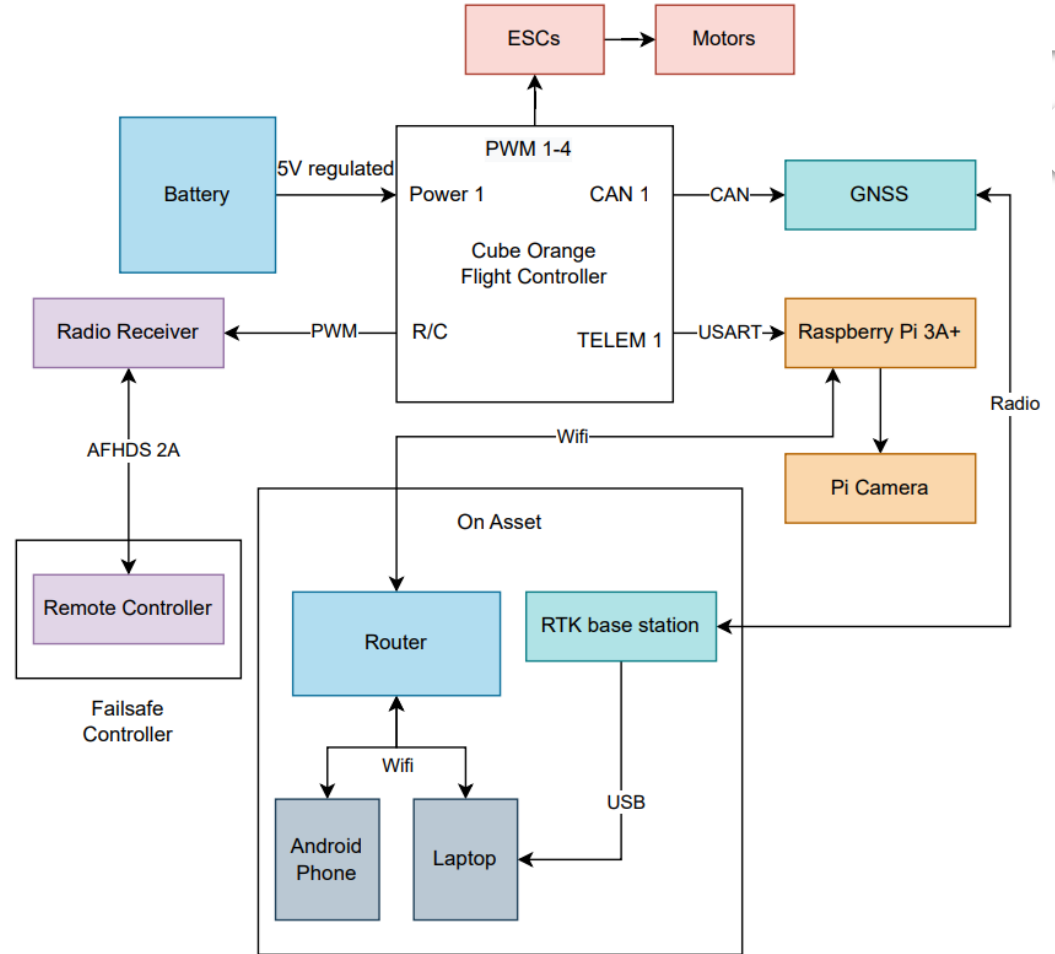 ESCs
Motors
Battery
5V regulated
PWM 1-4
Power 1
CAN 1
CAN
GNSS
Cube Orange
Flight Controller
Radio Receiver
PWM
R/C
TELEM 1
USART
Raspberry Pi 3A+
Radio
AFHDS 2A
Wifi
Pi Camera
On Asset
Remote Controller
Router
RTK base station
Failsafe
Controller
Wifi
USB
Android
Phone
Laptop